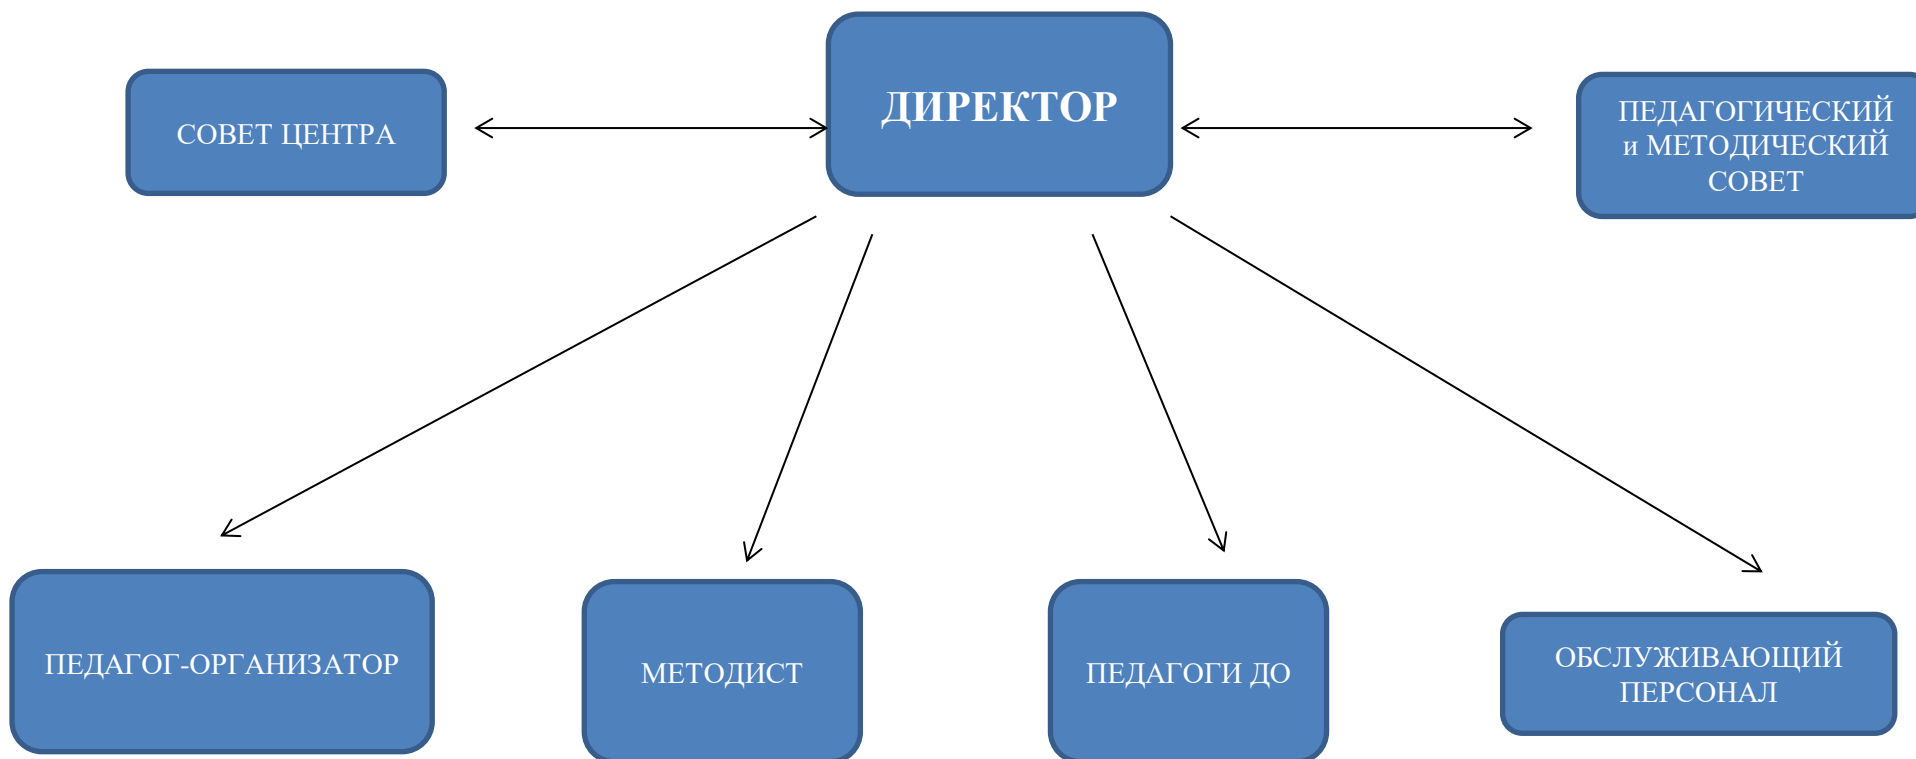 ДИРЕКТОР
СОВЕТ ЦЕНТРА
ПЕДАГОГИЧЕСКИЙ
и МЕТОДИЧЕСКИЙ
СОВЕТ
ПЕДАГОГ-ОРГАНИЗАТОР
МЕТОДИСТ
ПЕДАГОГИ ДО
ОБСЛУЖИВАЮЩИЙ
ПЕРСОНАЛ